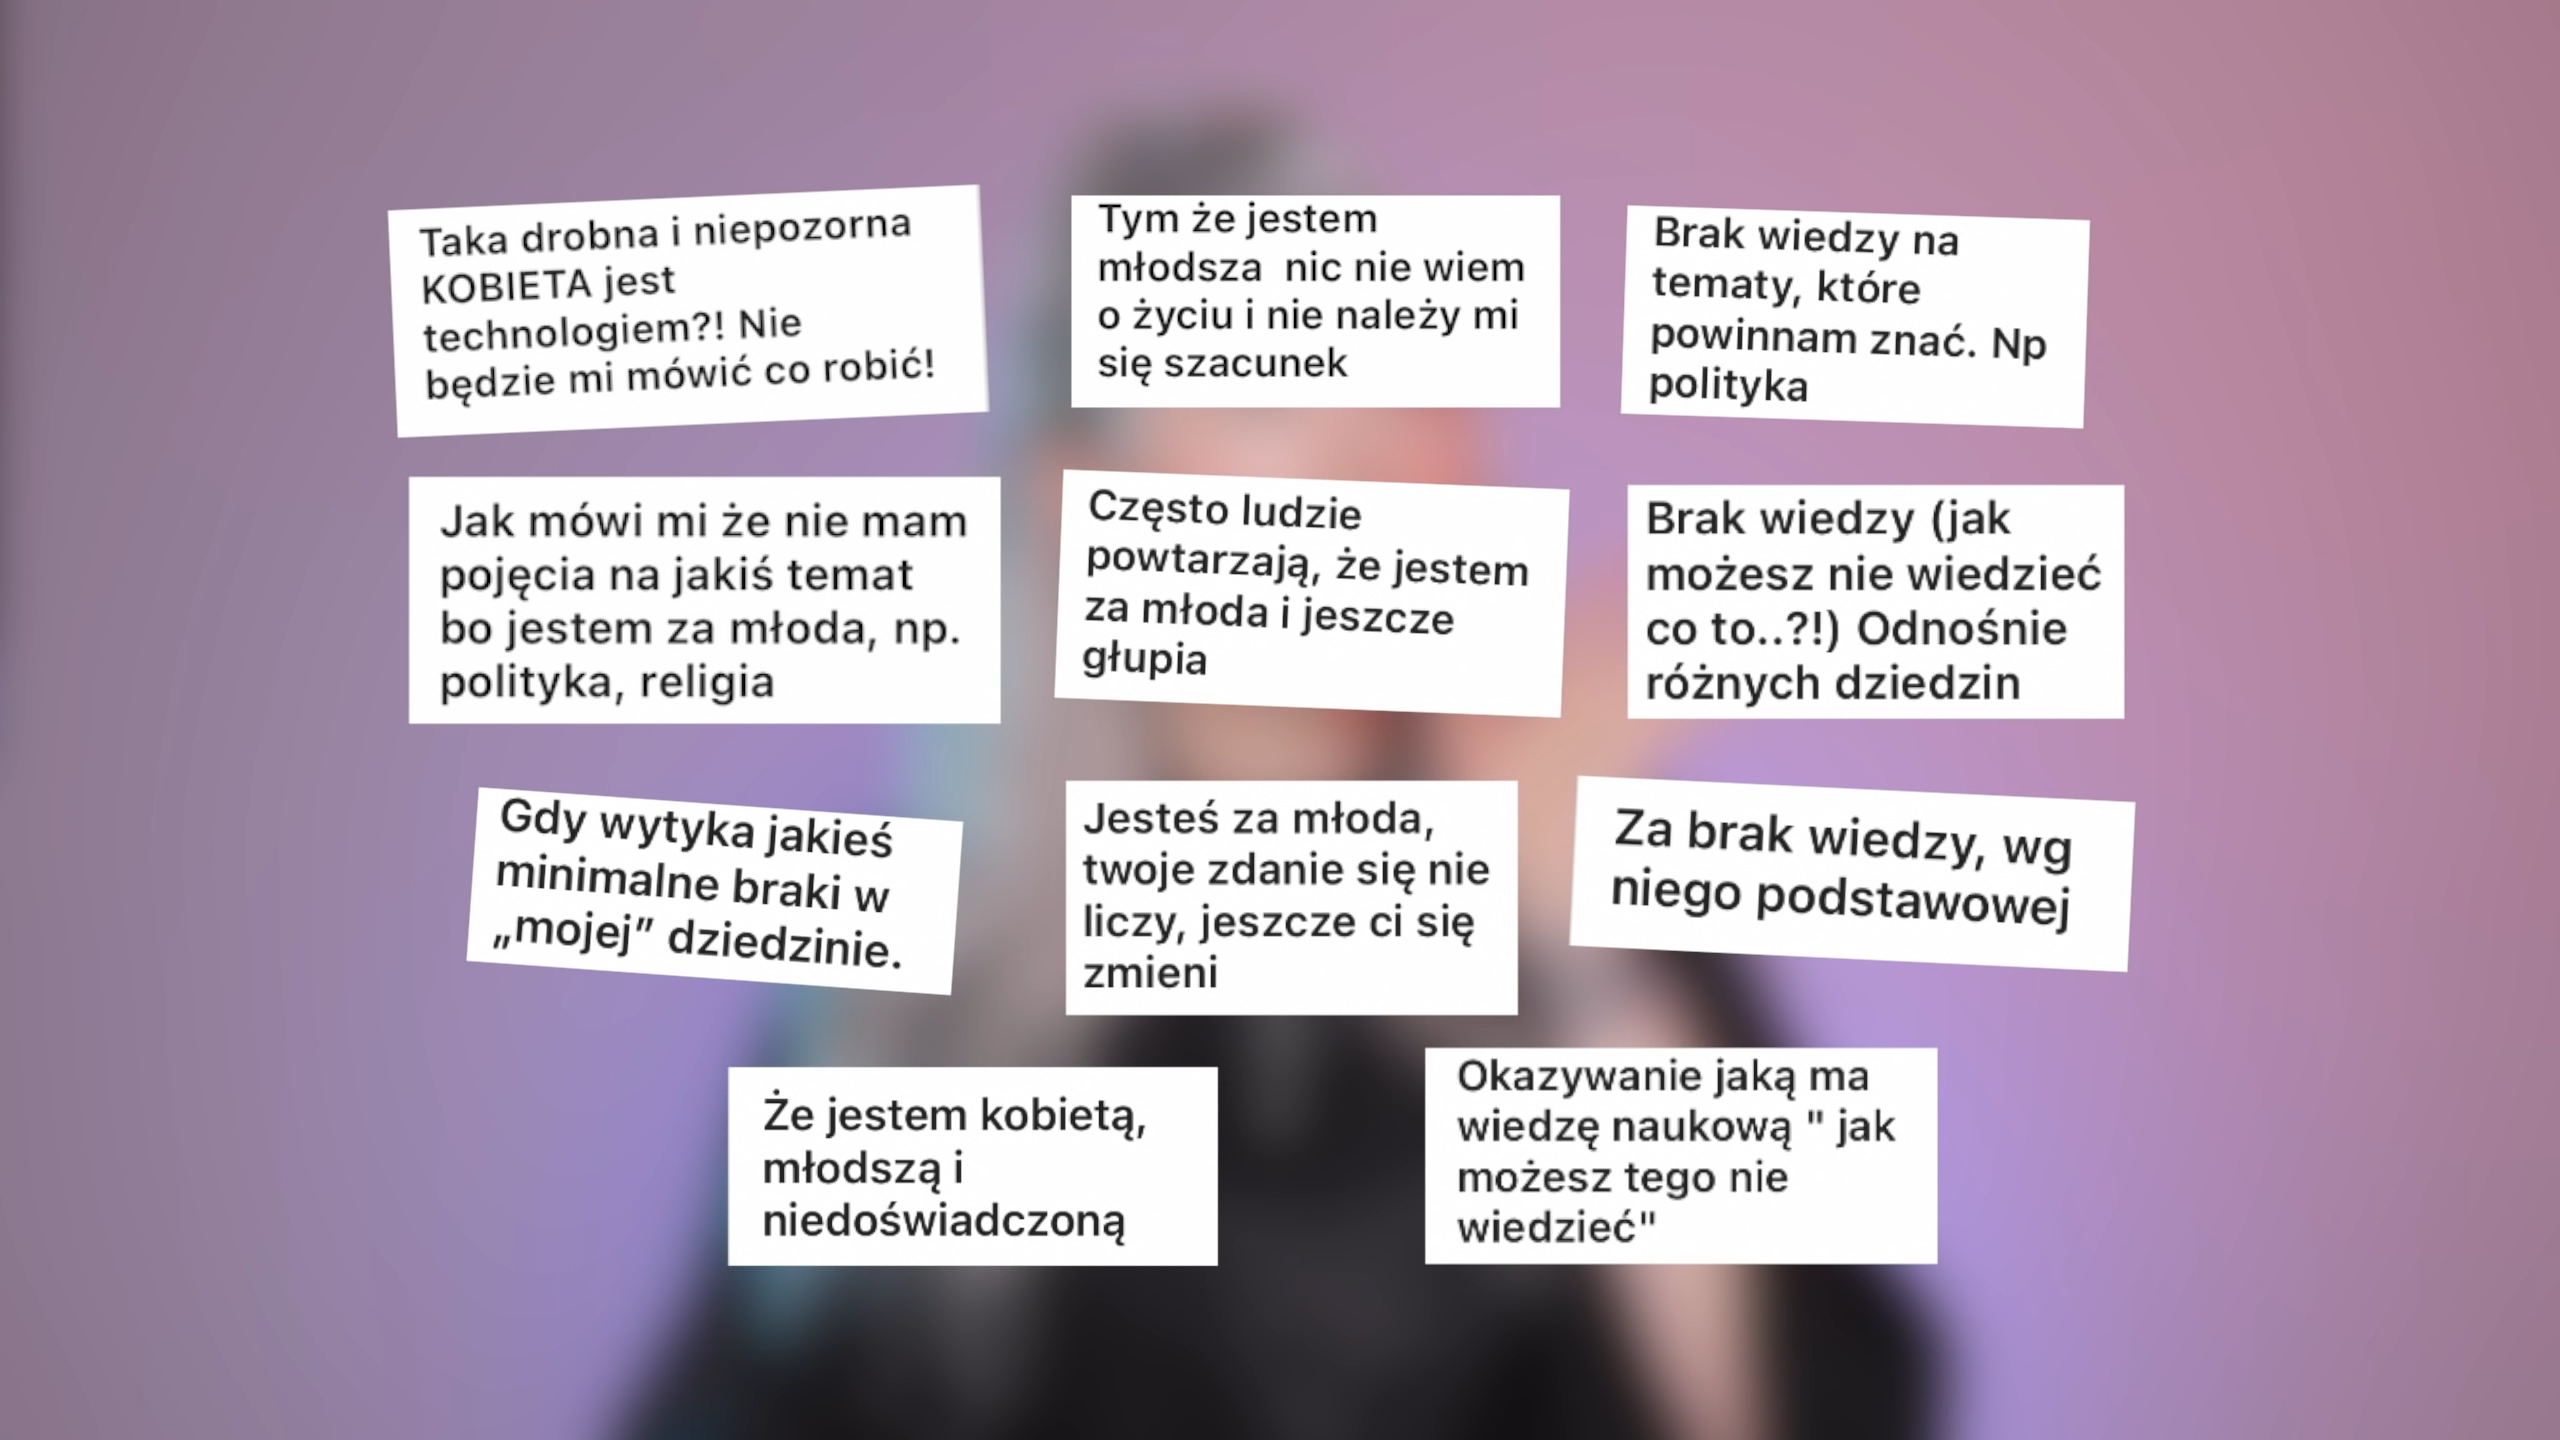 Taka drobna i niepozorna
KOBIETA jest
technologiem?! Nie
będzie mi mówić co robić!
Tym że jestem
młodsza  nic nie wiem
o życiu i nie należy mi
się szacunek
Brak wiedzy na
tematy, które
powinnam znać. Np
polityka
Jak mówi mi że nie mam
pojęcia na jakiś temat
bo jestem za młoda, np.
polityka, religia
Często ludzie
powtarzają, że jestem
za młoda i jeszcze
głupia
Brak wiedzy (jak
możesz nie wiedzieć
co to..?!) Odnośnie
różnych dziedzin
Gdy wytyka jakieś
minimalne braki w
„mojej” dziedzinie.
Jesteś za młoda,
twoje zdanie się nie
liczy, jeszcze ci się
zmieni
Za brak wiedzy, wg
niego podstawowej
Że jestem kobietą,
młodszą i
niedoświadczoną
Okazywanie jaką ma
wiedzę naukową " jak
możesz tego nie
wiedzieć"